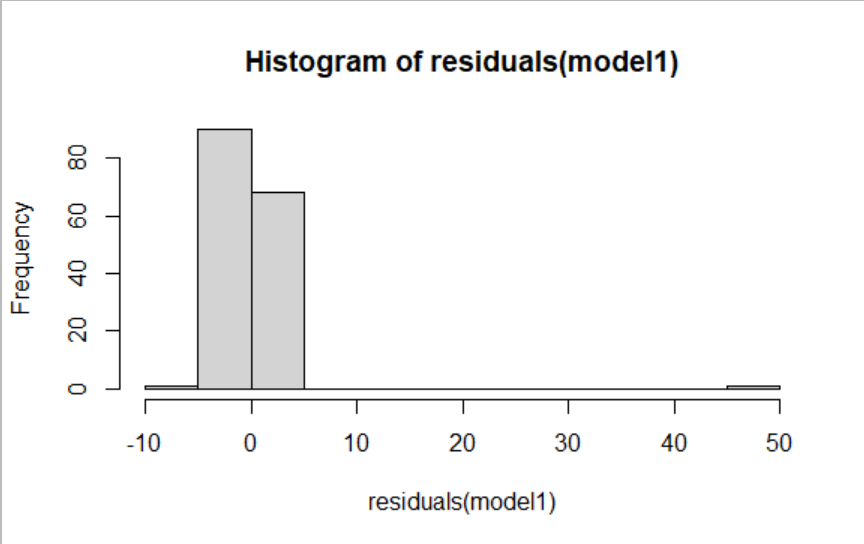 Histogram of residuals(model1)
Frequency
80
60
40
20
0
-10 0 10 20 30 40 50
residuals(model1)